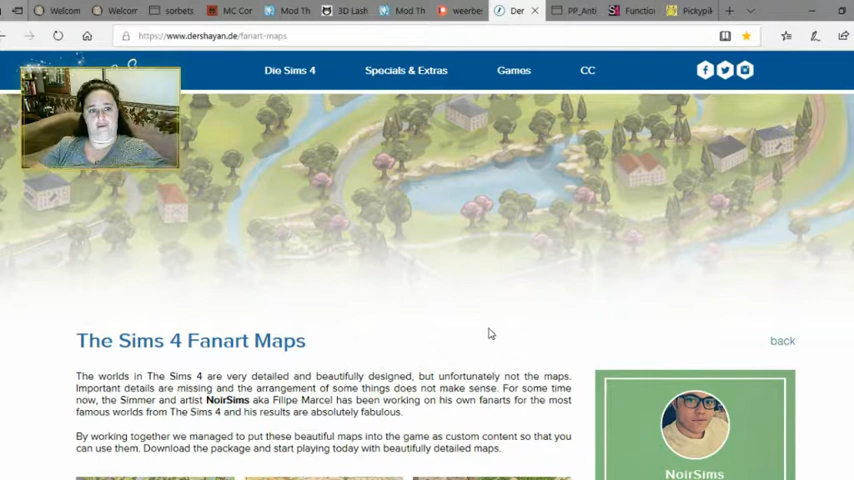 Welcom Welcom sorbets MC Cor Mod Th 3D Lash Mod Th weerbe Der PP_Anti Function Pickypik
https://www.dershayan.de/fanart-maps
Die Sims 4 Specials & Extras Games CC
The Sims 4 Fanart Maps
back
The worlds in The Sims 4 are very detailed and beautifully designed, but unfortunately not the maps.
Important details are missing and the arrangement of some things does not make sense. For some time
now, the Simmer and artist NoirSims aka Filipe Marcel has been working on his own fanarts for the most
famous worlds from The Sims 4 and his results are absolutely fabulous.
By working together we managed to put these beautiful maps into the game as custom content so that you
can use them. Download the package and start playing today with beautifully detailed maps.
NoirSims